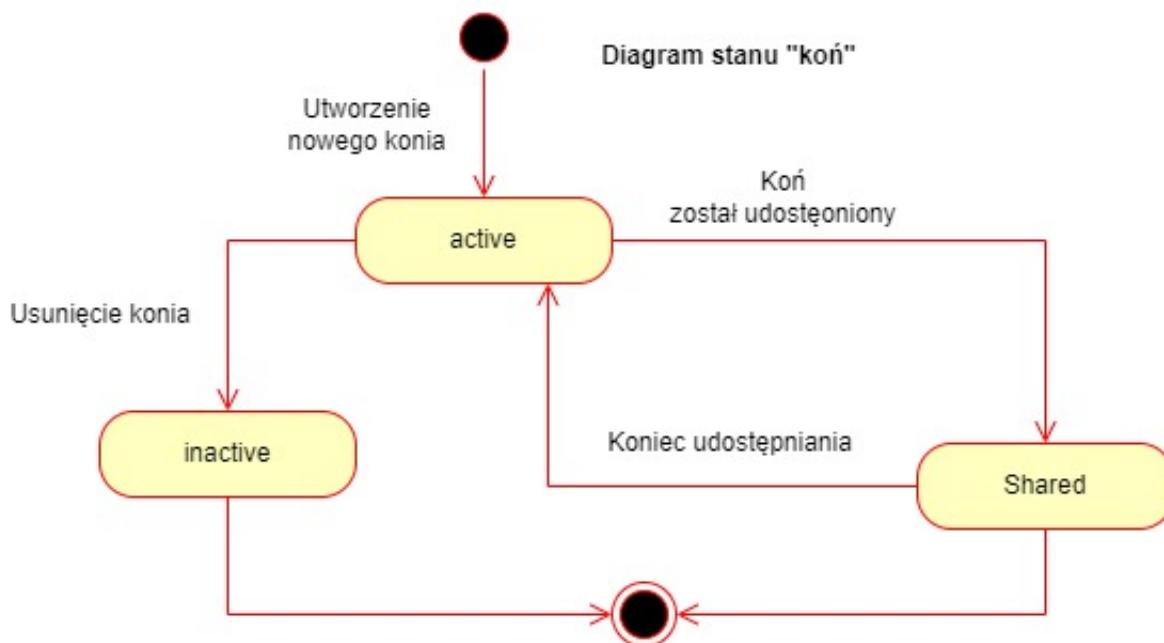 Diagram stanu "koń"
Utworzenie
nowego konia
Koń
został udostęoniony
active
Usunięcie konia
inactive
Koniec udostępniania
Shared